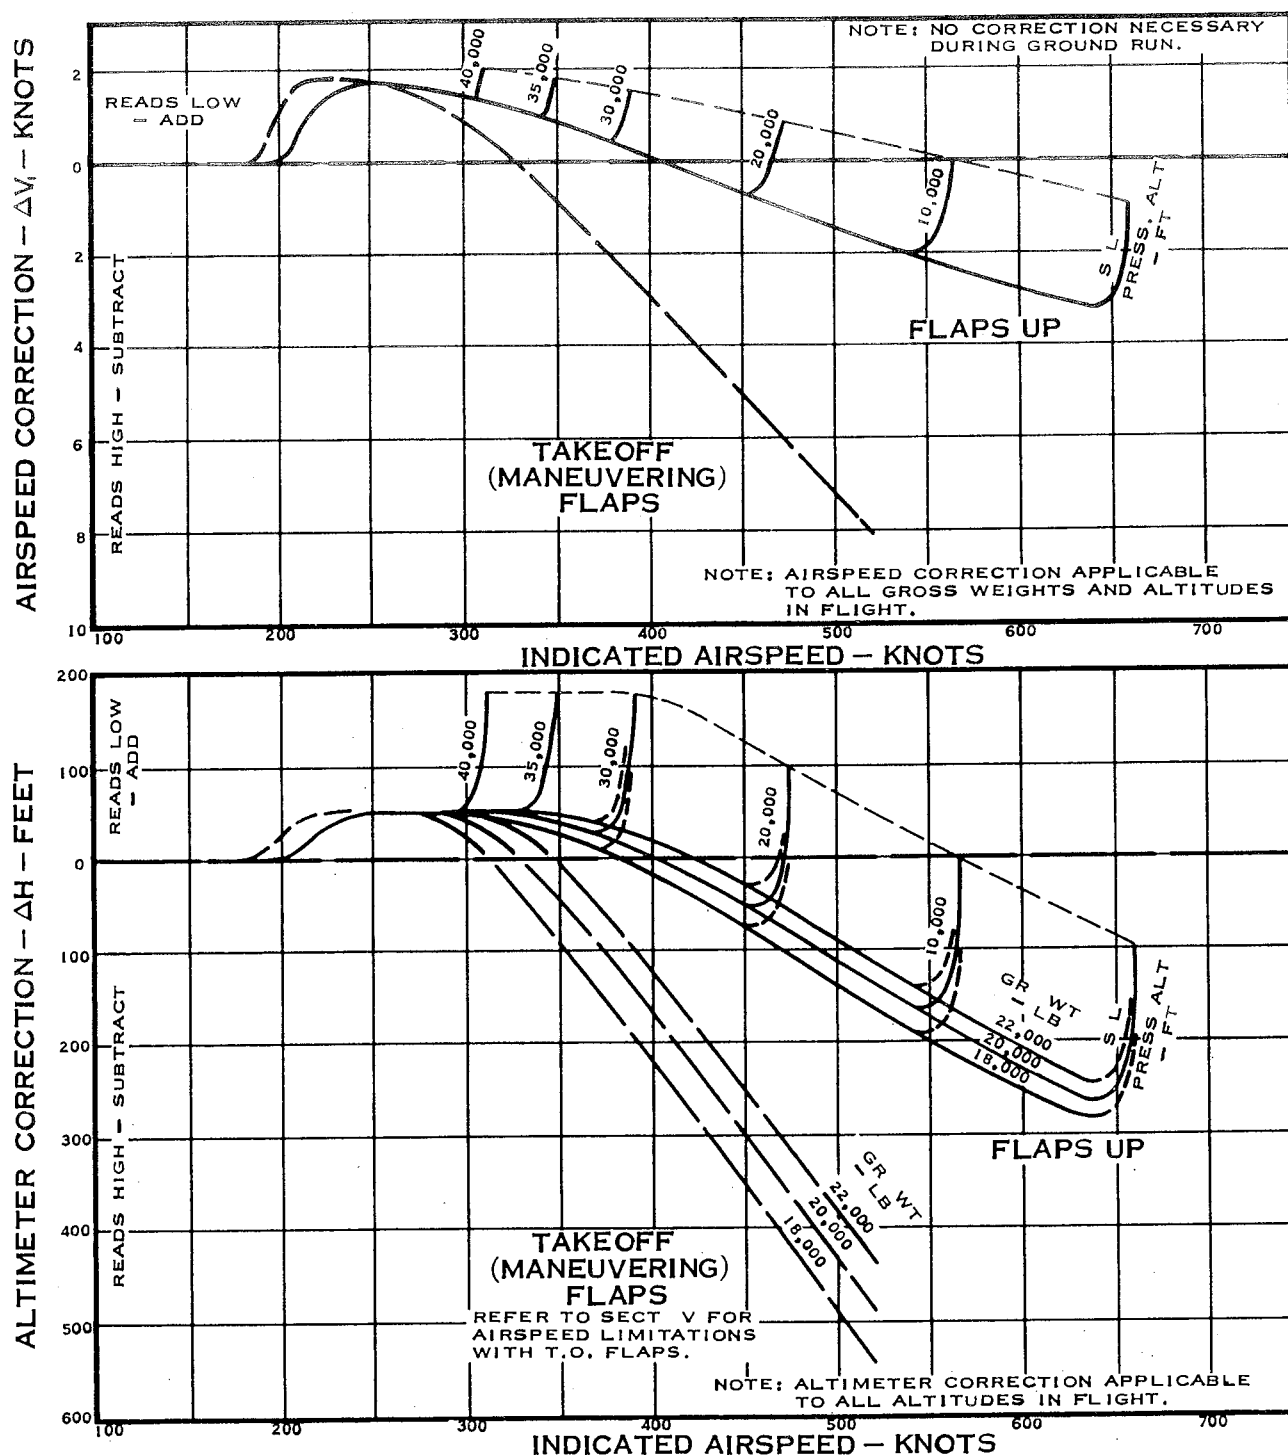 NOTE: NO CORRECTION NECESSARY
DURING GROUND RUN.
AIRSPEED CORRECTION – ΔVᵢ – KNOTS
2
0
2
4
6
8
10
READS LOW
– ADD
READS HIGH – SUBTRACT
40,000
35,000
30,000
20,000
10,000
S L
PRESS. ALT
– FT
FLAPS UP
TAKEOFF
(MANEUVERING)
FLAPS
NOTE: AIRSPEED CORRECTION APPLICABLE
TO ALL GROSS WEIGHTS AND ALTITUDES
IN FLIGHT.
100
200
300
400
500
600
700
INDICATED AIRSPEED – KNOTS
ALTIMETER CORRECTION – ΔH – FEET
200
100
0
100
200
300
400
500
600
READS LOW
– ADD
READS HIGH – SUBTRACT
40,000
35,000
30,000
20,000
10,000
GR WT
– LB
22,000
20,000
18,000
S L
PRESS ALT
– FT
FLAPS UP
GR WT
– LB
22,000
20,000
18,000
TAKEOFF
(MANEUVERING)
FLAPS
REFER TO SECT V FOR
AIRSPEED LIMITATIONS
WITH T.O. FLAPS.
NOTE: ALTIMETER CORRECTION APPLICABLE
TO ALL ALTITUDES IN FLIGHT.
100
200
300
400
500
600
700
INDICATED AIRSPEED – KNOTS